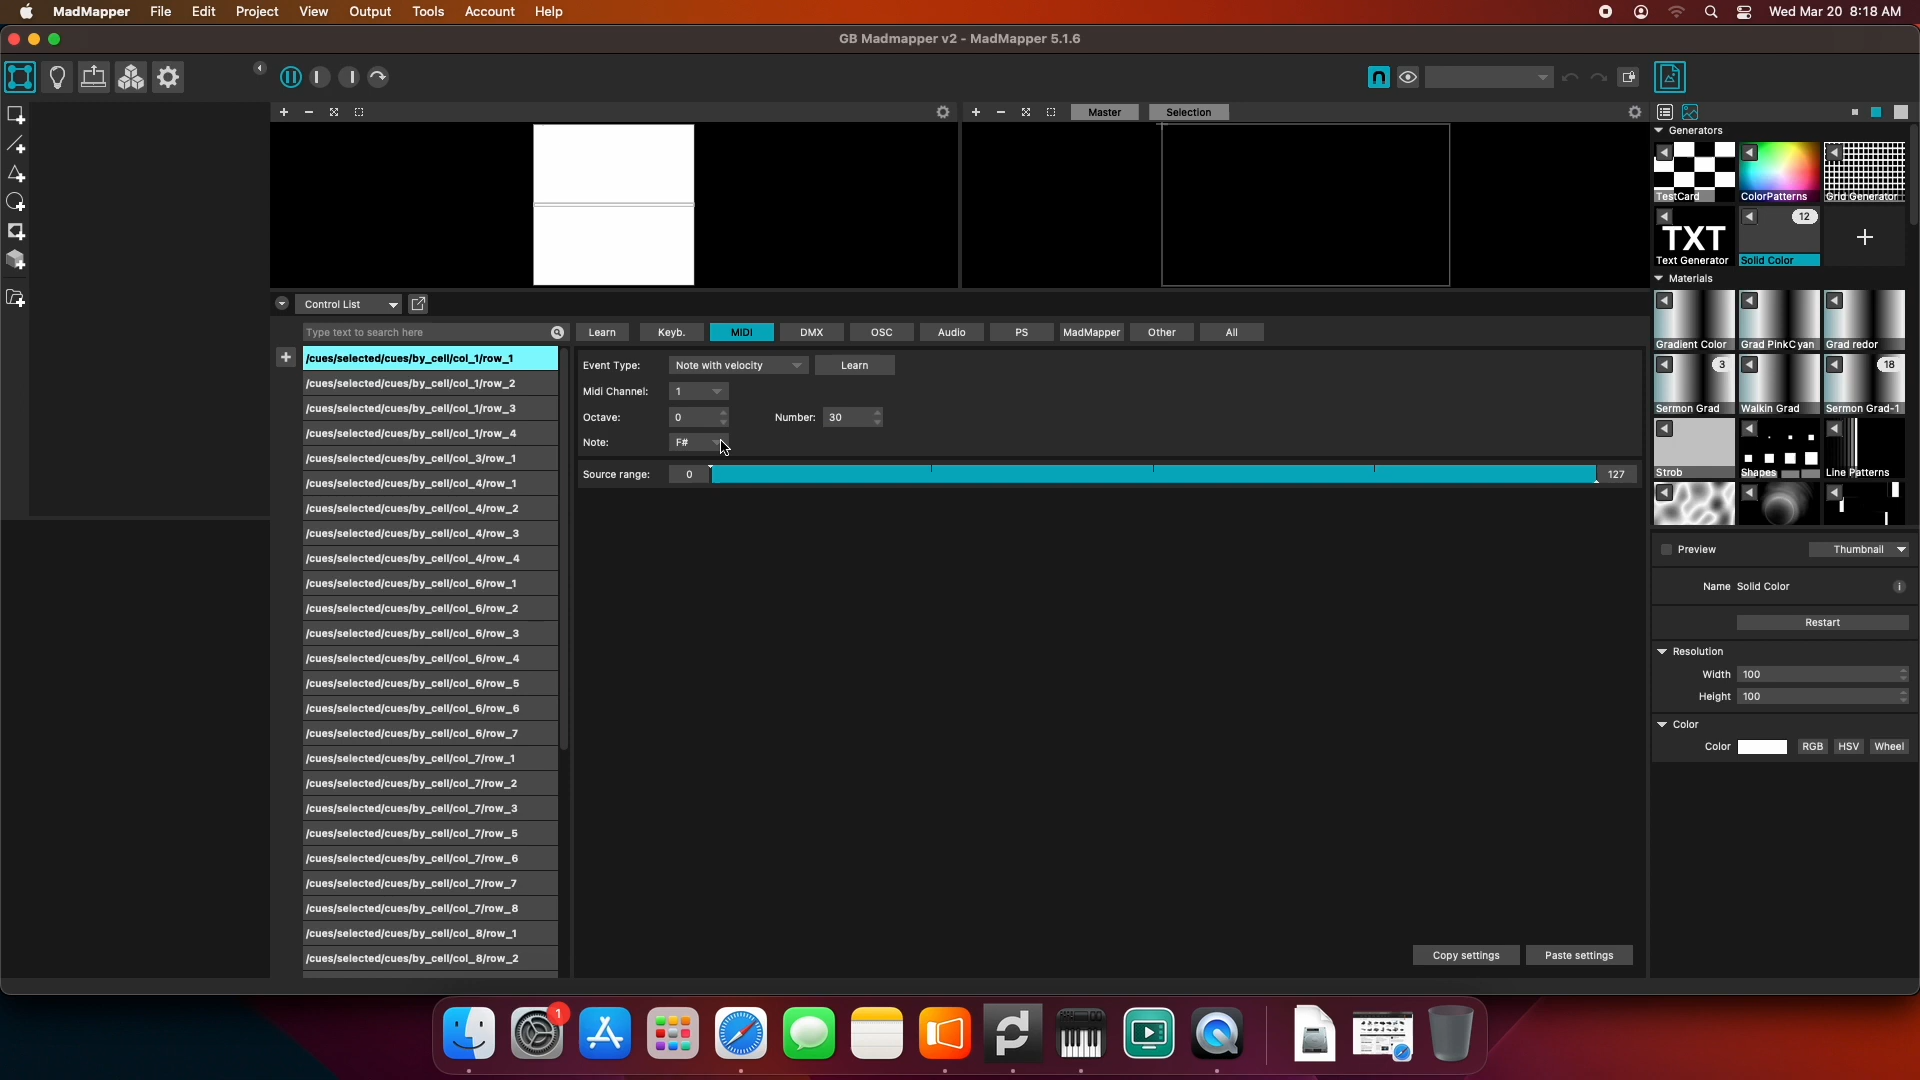 MadMapper File Edit Project View Output Tools Account Help
Wed Mar 20 8:18 AM
GB Madmapper v2 - MadMapper 5.1.6
Master Selection
Generators
TestCard ColorPatterns Grid Generator
12
TXT
Text Generator Solid Color
Materials
Gradient Color Grad PinkCyan Grad redor
3 18
Sermon Grad Walkin Grad Sermon Grad-1
Strob Shapes Line Patterns
Control List
Type text to search here
Learn Keyb. MIDI DMX OSC Audio PS MadMapper Other All
/cues/selected/cues/by_cell/col_1/row_1
/cues/selected/cues/by_cell/col_1/row_2
/cues/selected/cues/by_cell/col_1/row_3
/cues/selected/cues/by_cell/col_1/row_4
/cues/selected/cues/by_cell/col_3/row_1
/cues/selected/cues/by_cell/col_4/row_1
/cues/selected/cues/by_cell/col_4/row_2
/cues/selected/cues/by_cell/col_4/row_3
/cues/selected/cues/by_cell/col_4/row_4
/cues/selected/cues/by_cell/col_6/row_1
/cues/selected/cues/by_cell/col_6/row_2
/cues/selected/cues/by_cell/col_6/row_3
/cues/selected/cues/by_cell/col_6/row_4
/cues/selected/cues/by_cell/col_6/row_5
/cues/selected/cues/by_cell/col_6/row_6
/cues/selected/cues/by_cell/col_6/row_7
/cues/selected/cues/by_cell/col_7/row_1
/cues/selected/cues/by_cell/col_7/row_2
/cues/selected/cues/by_cell/col_7/row_3
/cues/selected/cues/by_cell/col_7/row_5
/cues/selected/cues/by_cell/col_7/row_6
/cues/selected/cues/by_cell/col_7/row_7
/cues/selected/cues/by_cell/col_7/row_8
/cues/selected/cues/by_cell/col_8/row_1
/cues/selected/cues/by_cell/col_8/row_2
Event Type: Note with velocity Learn
Midi Channel: 1
Octave: 0 Number: 30
Note: F#
Source range: 0 127
Copy settings Paste settings
Preview Thumbnail
Name Solid Color
Restart
Resolution
Width 100
Height 100
Color
Color RGB HSV Wheel
1